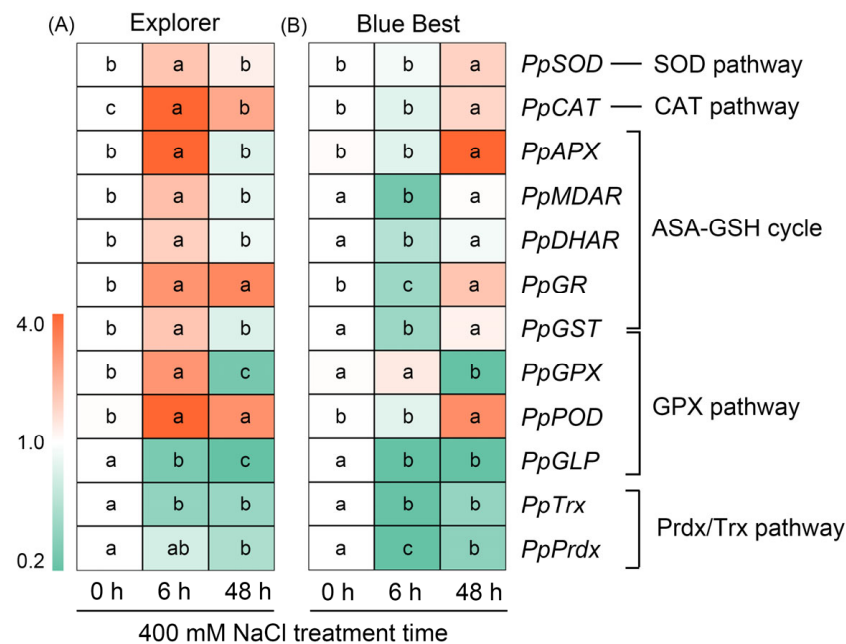 (A) Explorer (B) Blue Best
b a b b b a PpSOD SOD pathway
c a b b b a PpCAT CAT pathway
b a b b b a PpAPX
b a b a b a PpMDAR
b a b a b a PpDHAR
ASA-GSH cycle
b a a b c a PpGR
b a b a b a PpGST
4.0
b a c a a b PpGPX
GPX pathway
b a a b b a PpPOD
1.0
a b c a b b PpGLP
a b b a b b PpTrx
Prdx/Trx pathway
a ab b a c b PpPrdx
0.2
0 h 6 h 48 h 0 h 6 h 48 h
400 mM NaCl treatment time